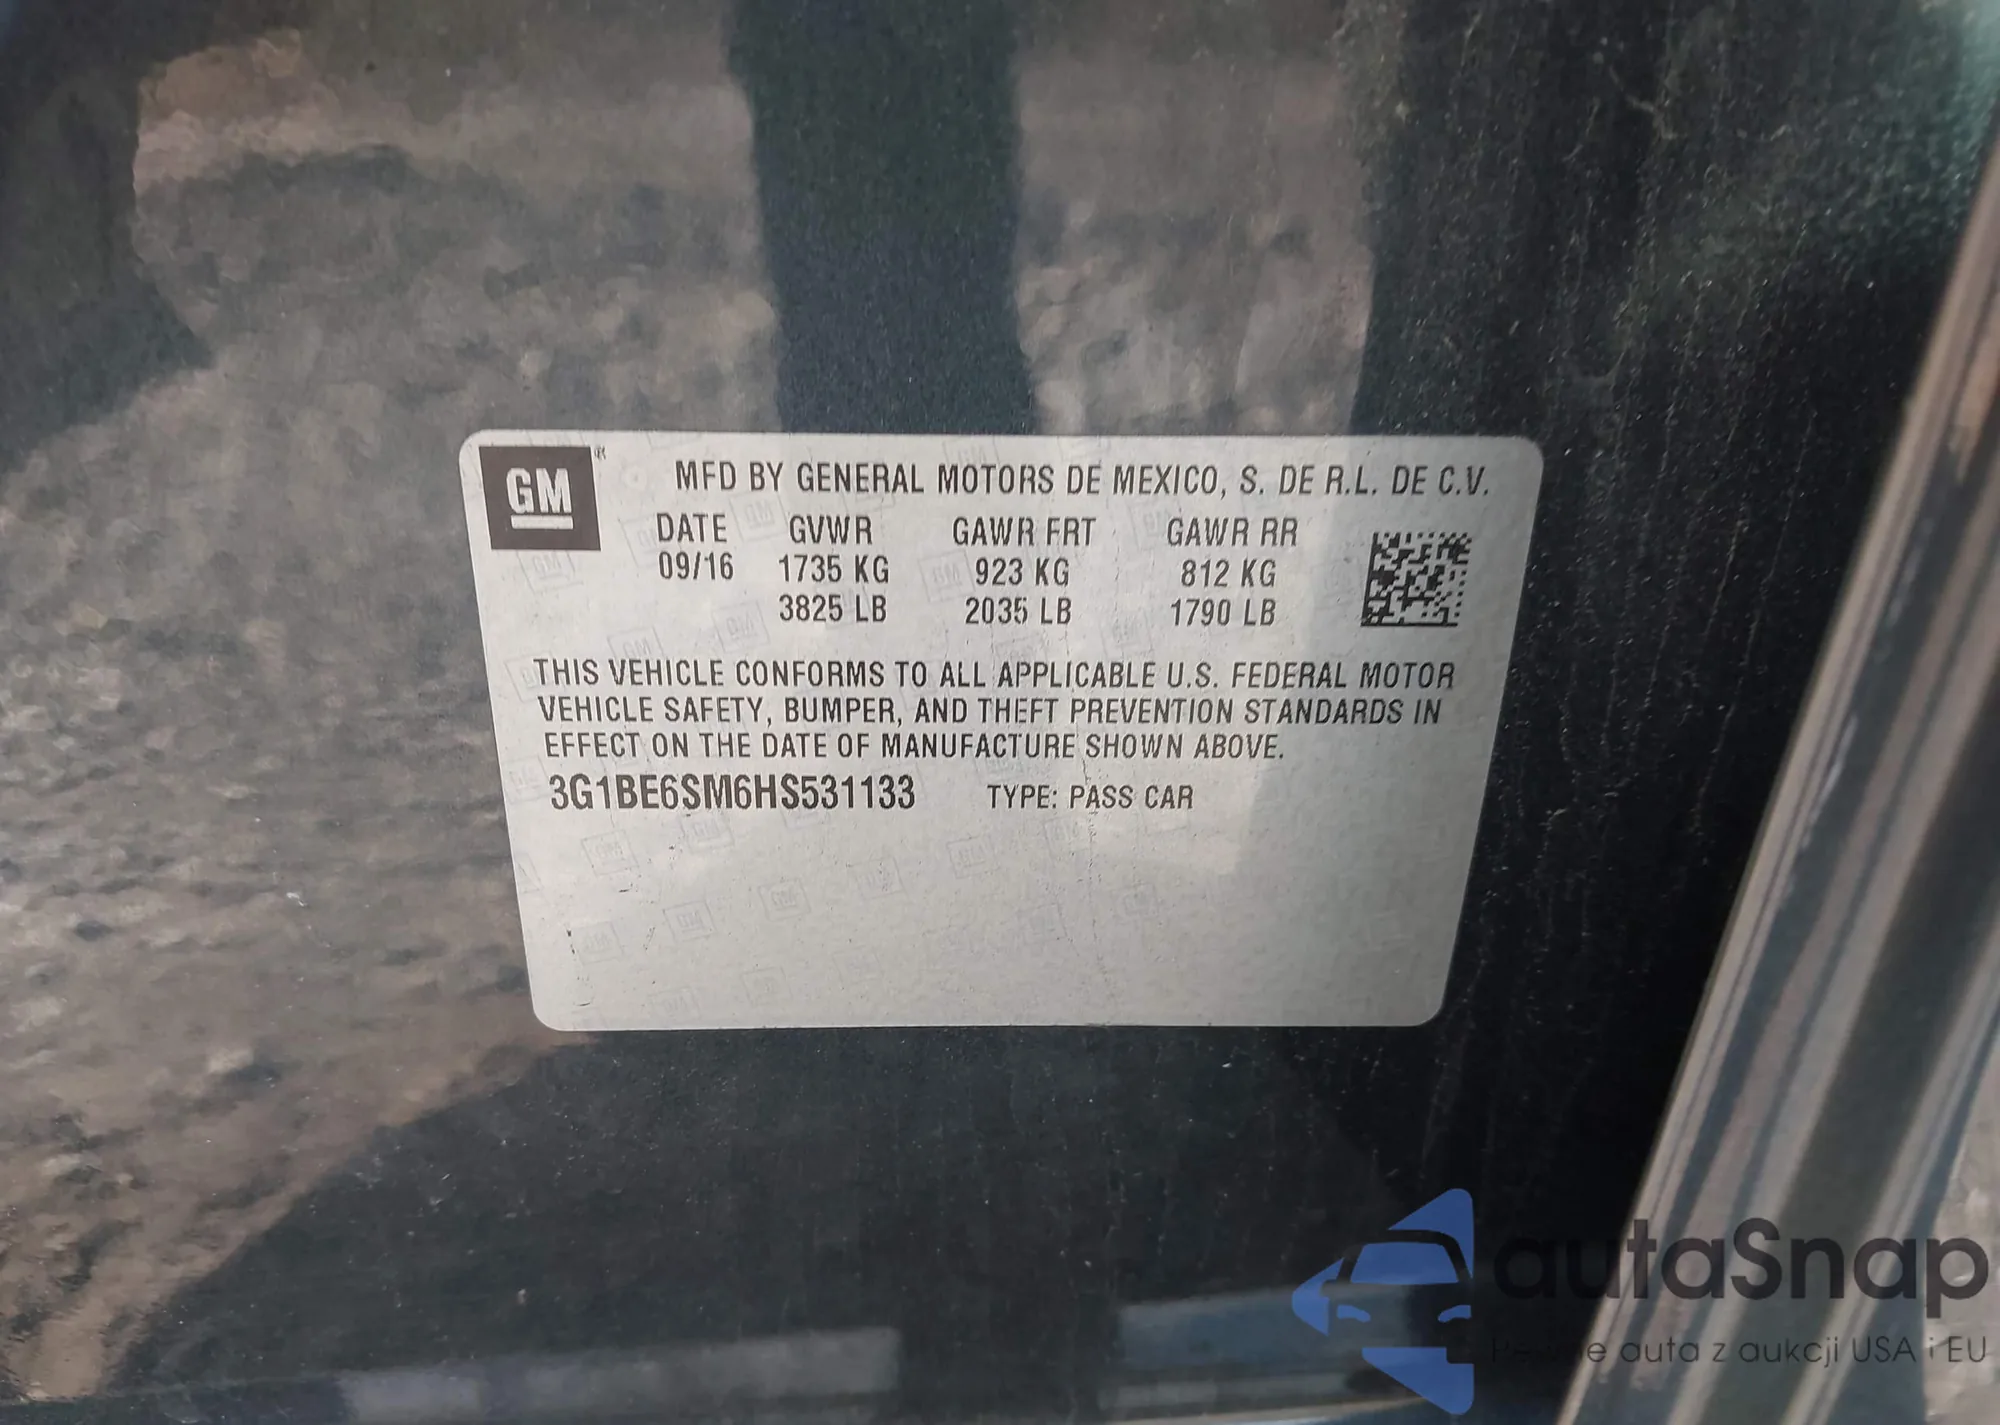 GM
MFD BY GENERAL MOTORS DE MEXICO, S. DE R.L. DE C.V.
DATE GVWR GAWR FRT GAWR RR
09/16 1735 KG 923 KG 812 KG
3825 LB 2035 LB 1790 LB
THIS VEHICLE CONFORMS TO ALL APPLICABLE U.S. FEDERAL MOTOR
VEHICLE SAFETY, BUMPER, AND THEFT PREVENTION STANDARDS IN
EFFECT ON THE DATE OF MANUFACTURE SHOWN ABOVE.
3G1BE6SM6HS531133 TYPE: PASS CAR
autaSnap
auta z aukcji USA i EU